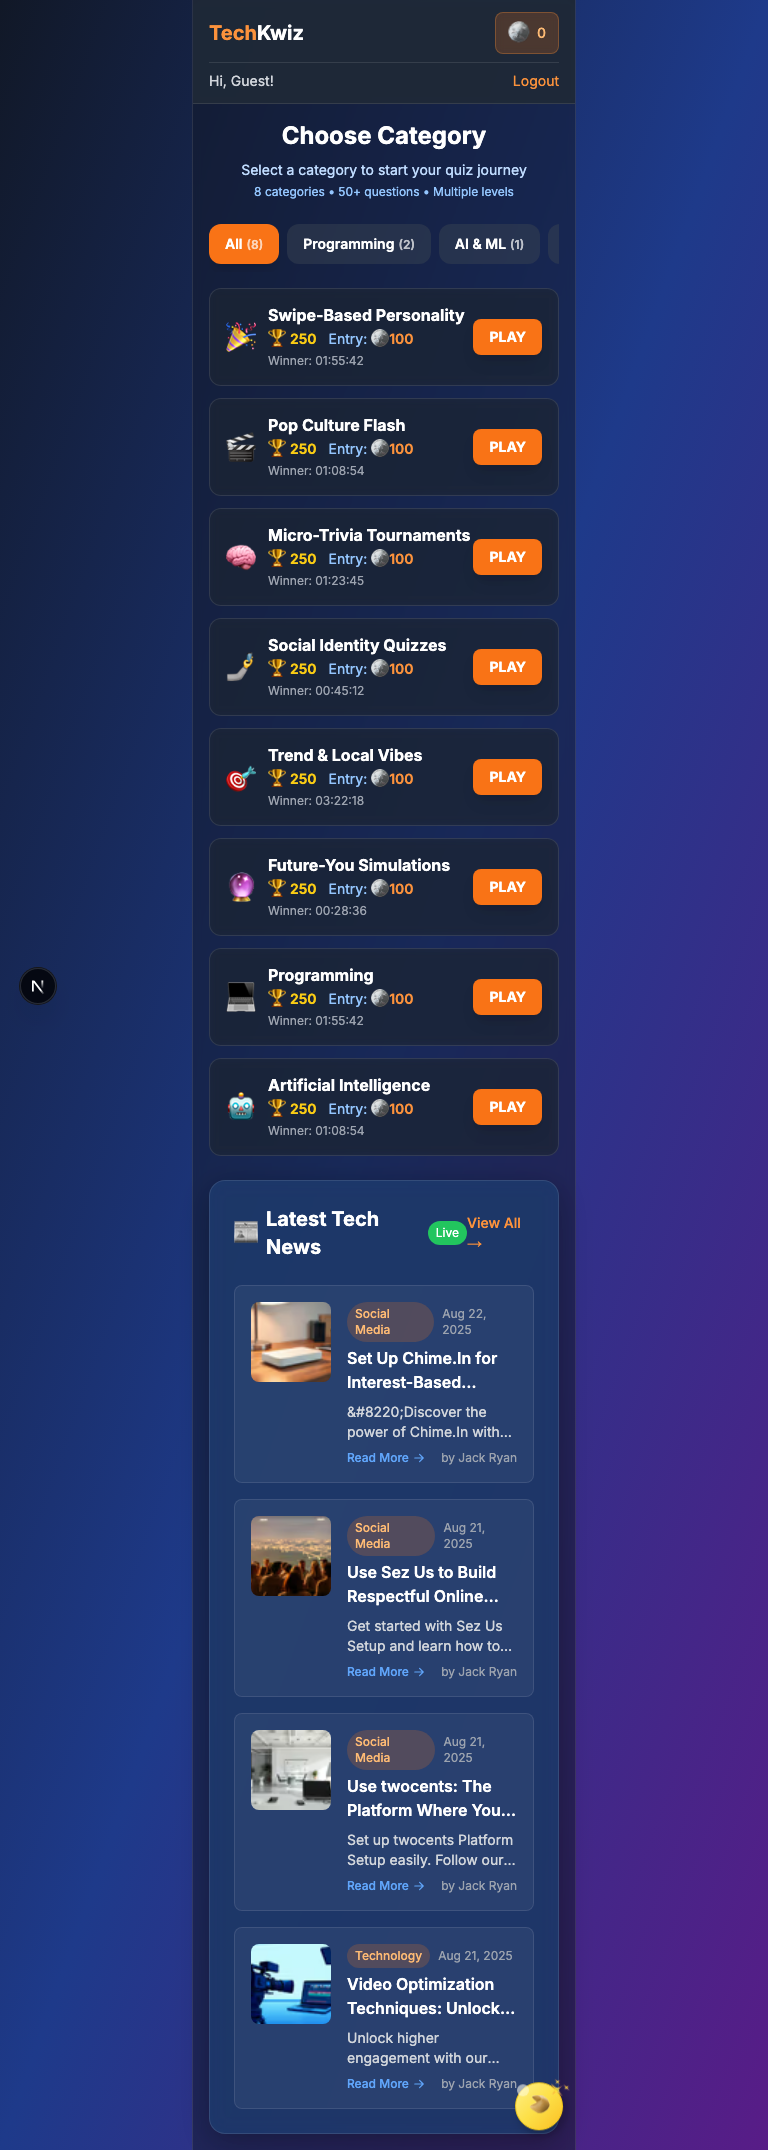 TechKwiz
0
Hi, Guest!
Logout
Choose Category
Select a category to start your quiz journey
8 categories • 50+ questions • Multiple levels
All (8)
Programming (2)
AI & ML (1)
Swipe-Based Personality
250 Entry: 100
Winner: 01:55:42
PLAY
Pop Culture Flash
250 Entry: 100
Winner: 01:08:54
PLAY
Micro-Trivia Tournaments
250 Entry: 100
Winner: 01:23:45
PLAY
Social Identity Quizzes
250 Entry: 100
Winner: 00:45:12
PLAY
Trend & Local Vibes
250 Entry: 100
Winner: 03:22:18
PLAY
Future-You Simulations
250 Entry: 100
Winner: 00:28:36
PLAY
Programming
250 Entry: 100
Winner: 01:55:42
PLAY
Artificial Intelligence
250 Entry: 100
Winner: 01:08:54
PLAY
N
Latest Tech
News
Live
View All
→
Social
Media
Aug 22,
2025
Set Up Chime.In for
Interest-Based...
&#8220;Discover the
power of Chime.In with...
Read More →
by Jack Ryan
Social
Media
Aug 21,
2025
Use Sez Us to Build
Respectful Online...
Get started with Sez Us
Setup and learn how to...
Read More →
by Jack Ryan
Social
Media
Aug 21,
2025
Use twocents: The
Platform Where You...
Set up twocents Platform
Setup easily. Follow our...
Read More →
by Jack Ryan
Technology
Aug 21, 2025
Video Optimization
Techniques: Unlock...
Unlock higher
engagement with our...
Read More →
by Jack Ryan